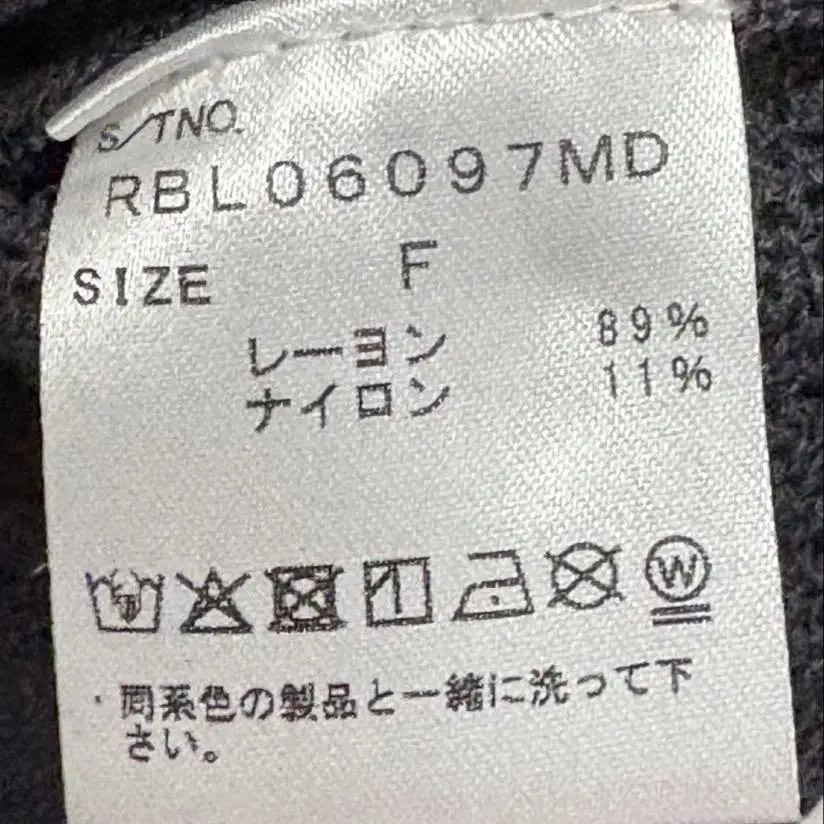 S/TNO.
RBL06097MD
SIZE F
レーヨン 89%
ナイロン 11%
W
・同系色の製品と一緒に洗って下
さい。